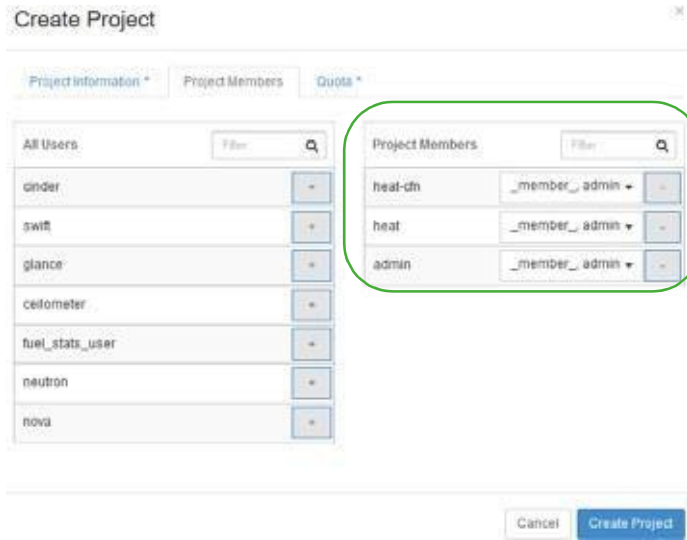 Create Project
×
Project Information * Project Members Quota *
All Users Filter
Project Members Filter
cinder +
swift +
glance +
ceilometer +
fuel_stats_user +
neutron +
nova +
heat-cfn _member_, admin -
heat _member_, admin -
admin _member_, admin -
Cancel Create Project